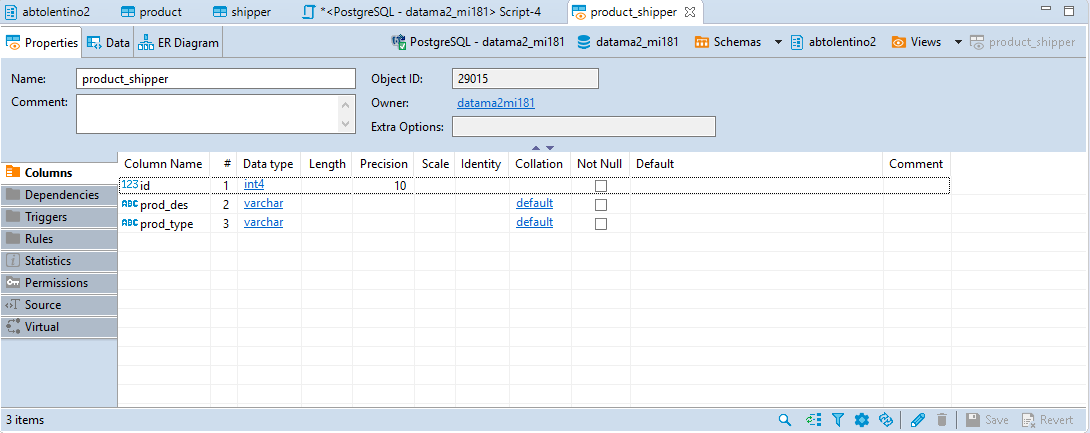 abtolentino2 product shipper *<PostgreSQL - datama2_mi181> Script-4 product_shipper
Properties Data ER Diagram PostgreSQL - datama2_mi181 datama2_mi181 Schemas abtolentino2 Views product_shipper
Name: product_shipper Object ID: 29015
Comment: Owner: datama2mi181
Extra Options:
Column Name # Data type Length Precision Scale Identity Collation Not Null Default Comment
Columns
123 id 1 int4 10
Dependencies
ABC prod_des 2 varchar default
Triggers
ABC prod_type 3 varchar default
Rules
Statistics
Permissions
Source
Virtual
3 items Save Revert